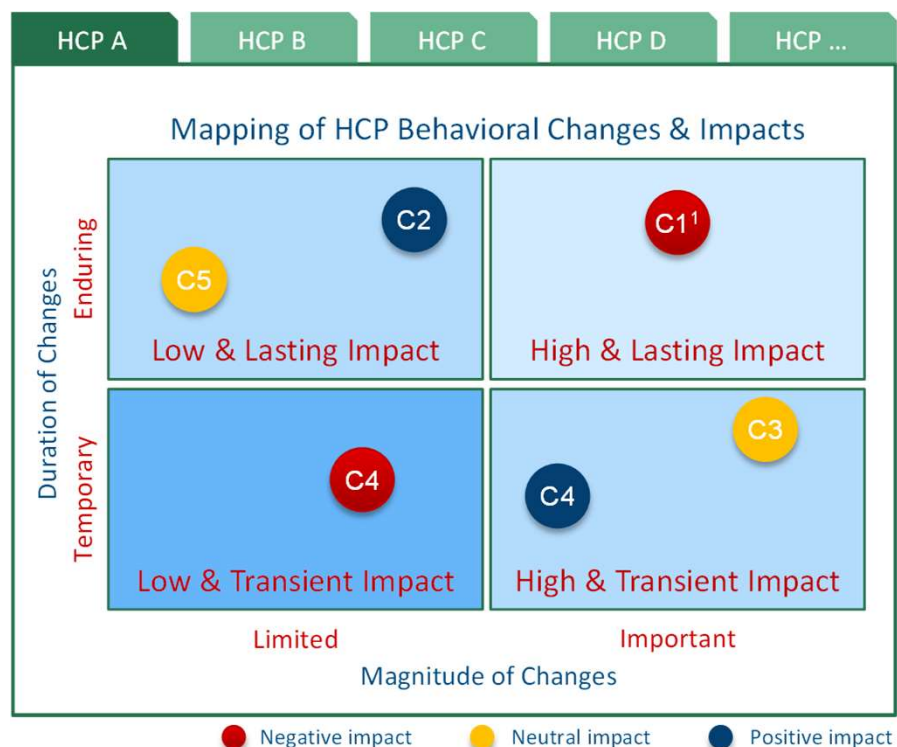 HCP A
HCP B
HCP C
HCP D
HCP ...
Mapping of HCP Behavioral Changes & Impacts
Duration of Changes
Enduring
Temporary
C2
C1¹
C5
Low & Lasting Impact
High & Lasting Impact
C3
C4
C4
Low & Transient Impact
High & Transient Impact
Limited
Important
Magnitude of Changes
Negative impact
Neutral impact
Positive impact